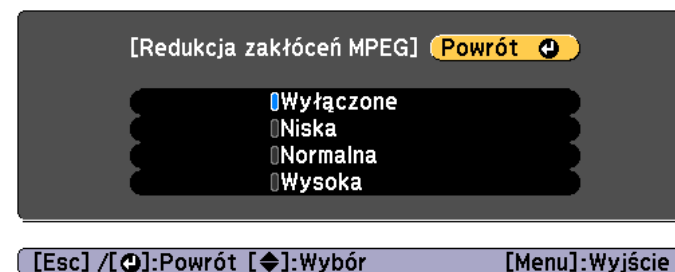 [Redukcja zakłóceń MPEG] Powrót
Wyłączone
Niska
Normalna
Wysoka
[Esc] /[⏎]:Powrót [◆]:Wybór [Menu]:Wyjście